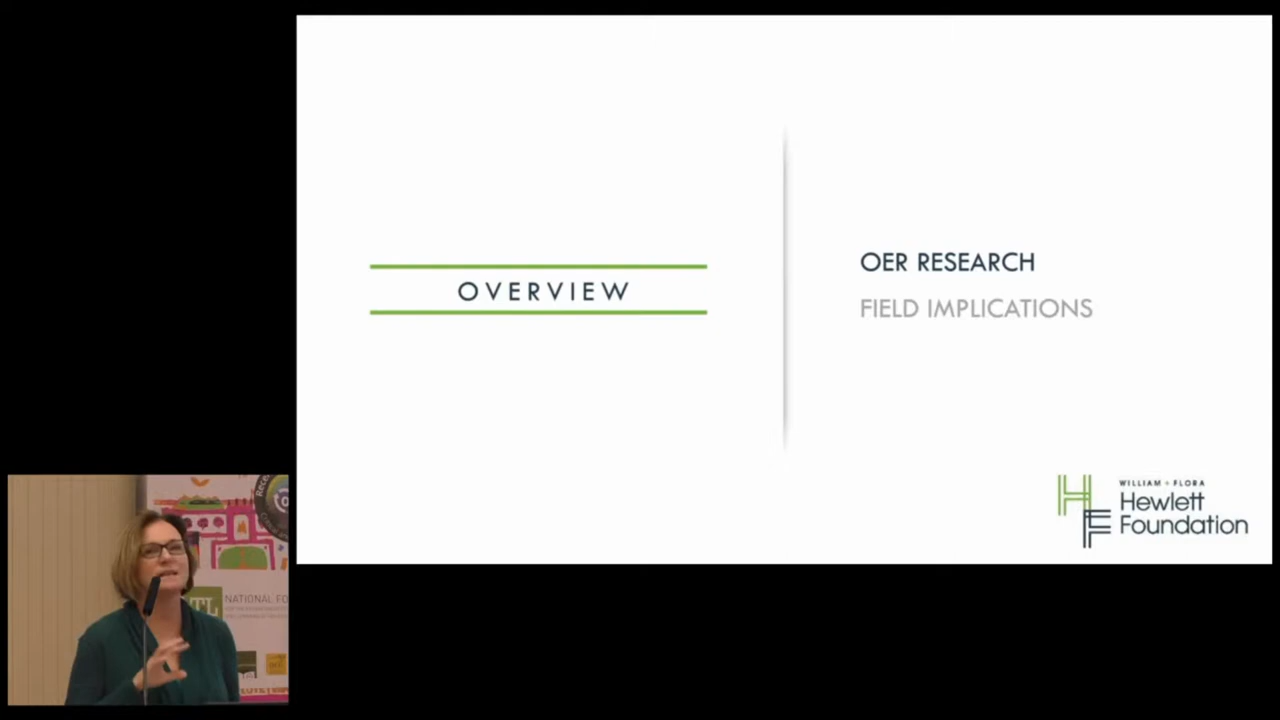 OVERVIEW
OER RESEARCH
FIELD IMPLICATIONS
WILLIAM + FLORA
Hewlett
Foundation
NATIONAL FO